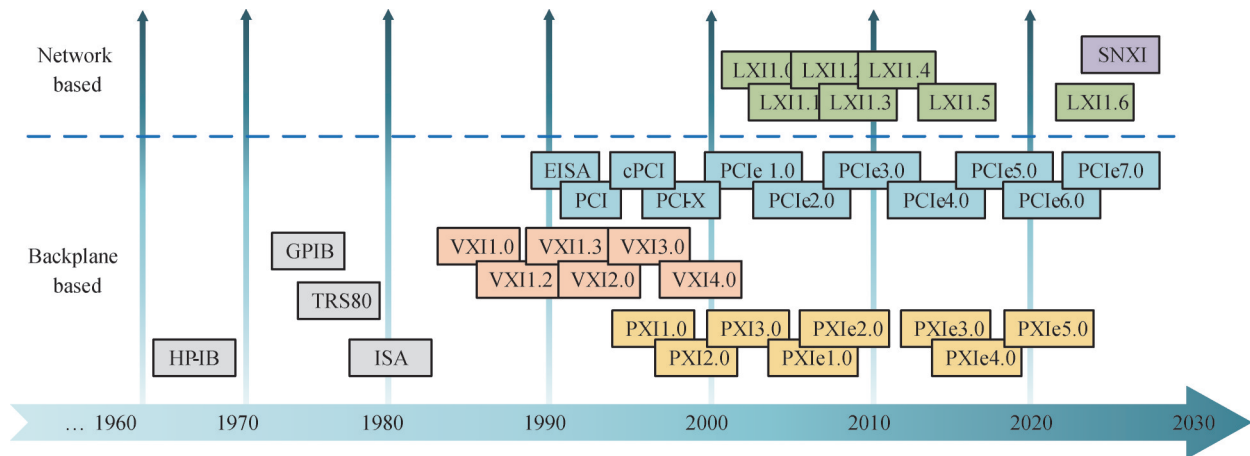 Network
based
SNXI
LXI1.0
LXI1.2
LXI1.4
LXI1.1
LXI1.3
LXI1.5
LXI1.6
EISA
cPCI
PCIe 1.0
PCIe3.0
PCIe5.0
PCIe7.0
PCI
PCI-X
PCIe2.0
PCIe4.0
PCIe6.0
Backplane
based
GPIB
VXI1.0
VXI1.3
VXI3.0
TRS80
VXI1.2
VXI2.0
VXI4.0
PXI1.0
PXI3.0
PXIe2.0
PXIe3.0
PXIe5.0
HP-IB
ISA
PXI2.0
PXIe1.0
PXIe4.0
... 1960 1970 1980 1990 2000 2010 2020 2030